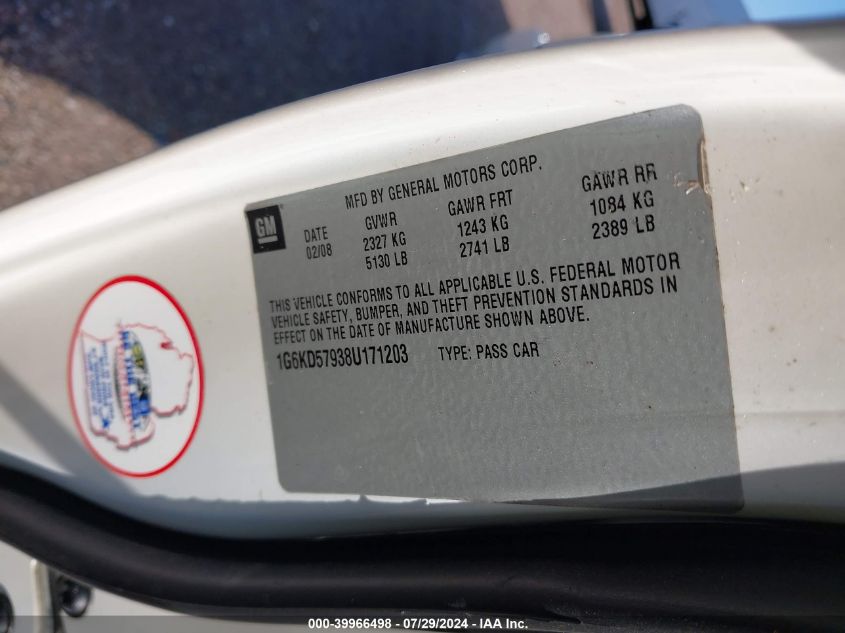 MFD BY GENERAL MOTORS CORP.
GM
DATE GVWR GAWR FRT GAWR RR
02/08 2327 KG 1243 KG 1084 KG
5130 LB 2741 LB 2389 LB
THIS VEHICLE CONFORMS TO ALL APPLICABLE U.S. FEDERAL MOTOR
VEHICLE SAFETY, BUMPER, AND THEFT PREVENTION STANDARDS IN
EFFECT ON THE DATE OF MANUFACTURE SHOWN ABOVE.
1G6KD57938U171203 TYPE: PASS CAR
000-39966498 - 07/29/2024 - IAA Inc.